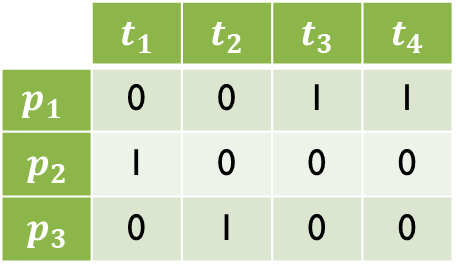 t₁ t₂ t₃ t₄
p₁ 0 0 1 1
p₂ 1 0 0 0
p₃ 0 1 0 0